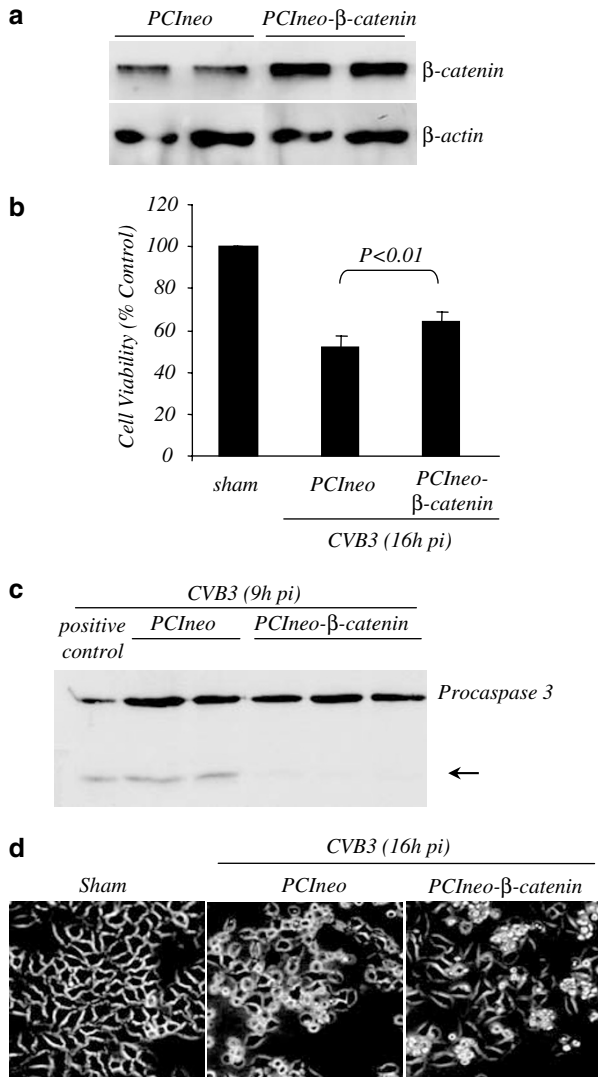 a
PCIneo PCIneo-β-catenin
β-catenin
β-actin
b
Cell Viability (% Control)
120
100
80
60
40
20
0
P<0.01
sham PCIneo PCIneo-
β-catenin
CVB3 (16h pi)
c
CVB3 (9h pi)
positive
control PCIneo PCIneo-β-catenin
Procaspase 3
d
CVB3 (16h pi)
Sham PCIneo PCIneo-β-catenin